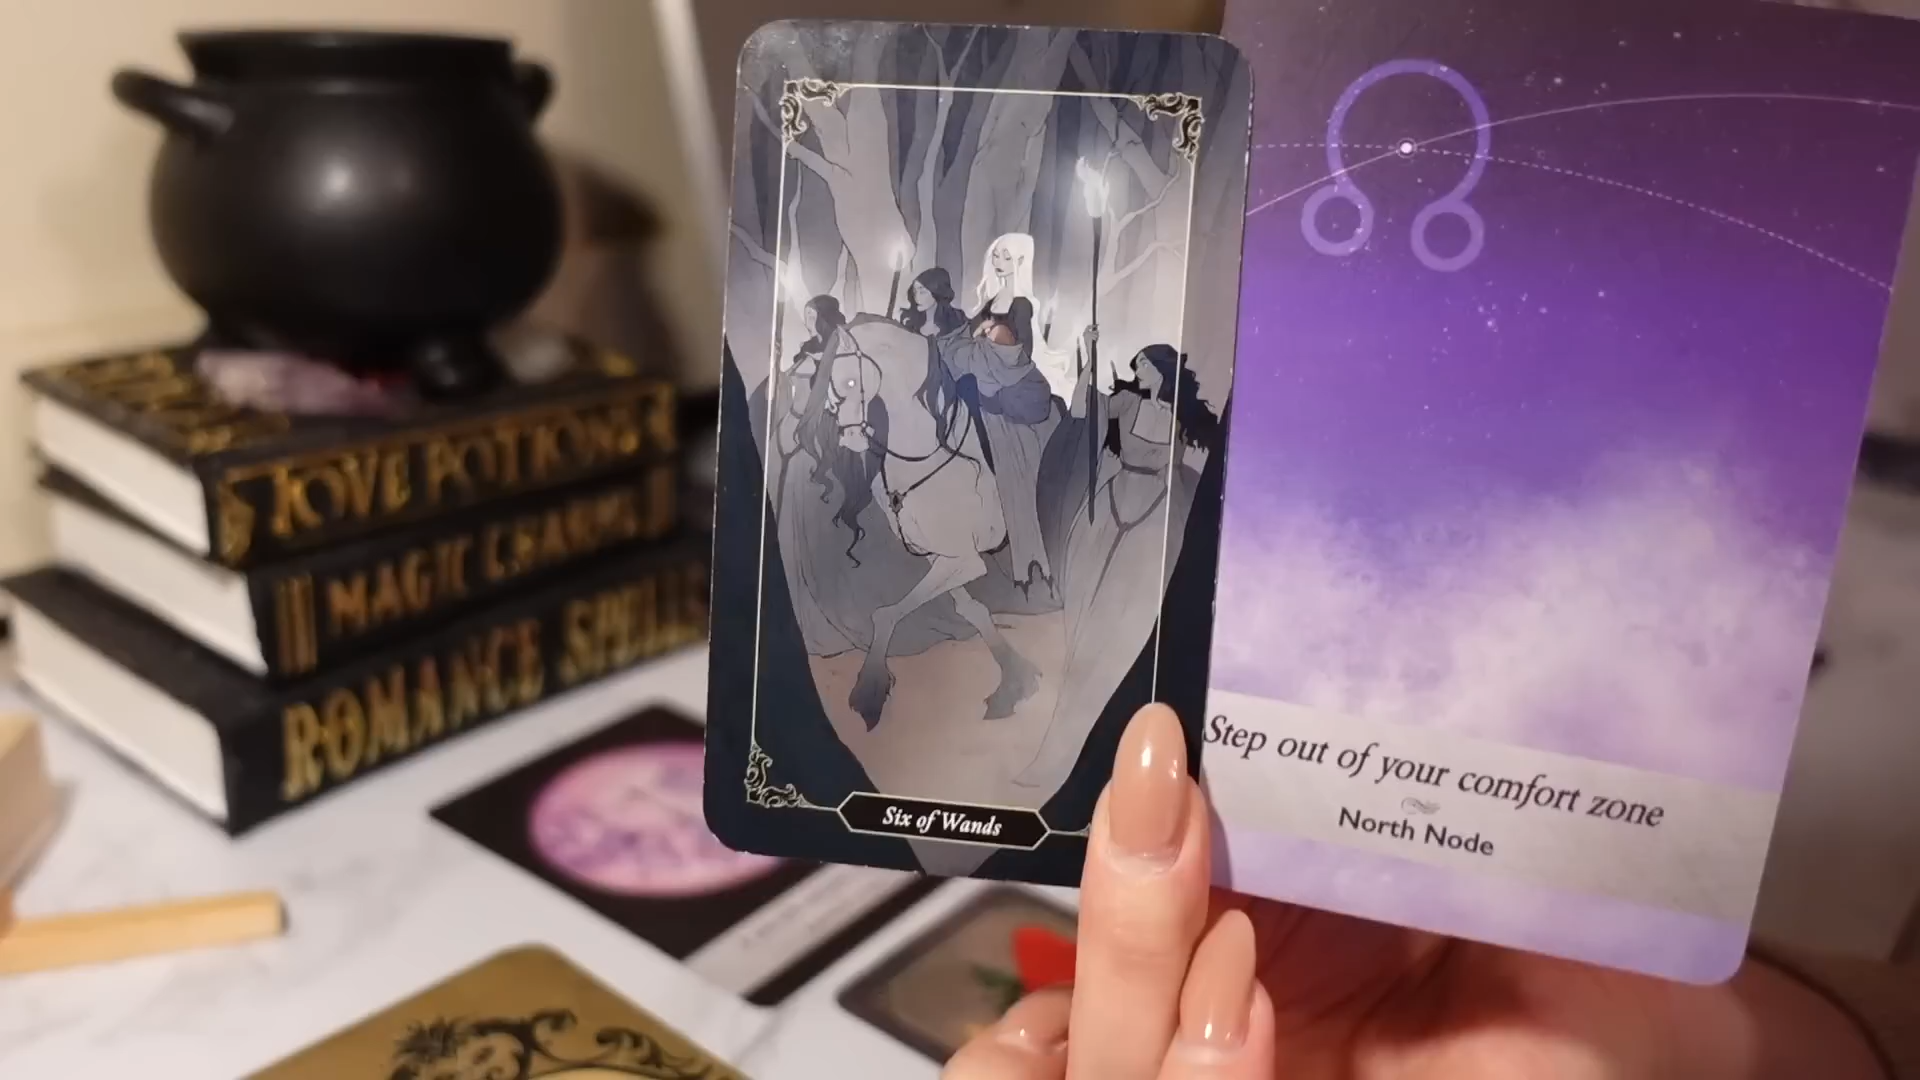 LOVE POTIONS
MAGIC CHARMS
ROMANCE SPELLS
Six of Wands
Step out of your comfort zone
North Node